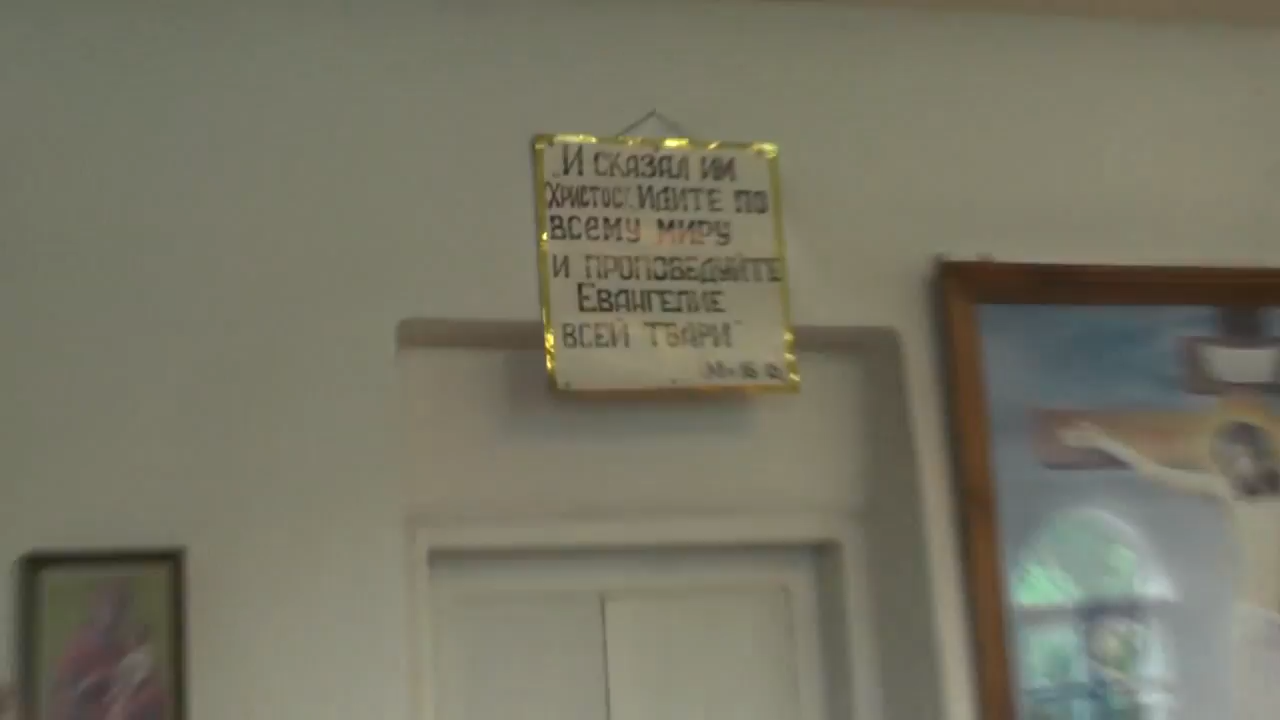 „И СКАЗАЛ ИМ
ХРИСТОС: ИДИТЕ ПО
ВСЕМУ МИРУ
И ПРОПОВЕДУЙТЕ
ЕВАНГЕЛИЕ
ВСЕЙ ТВАРИ"